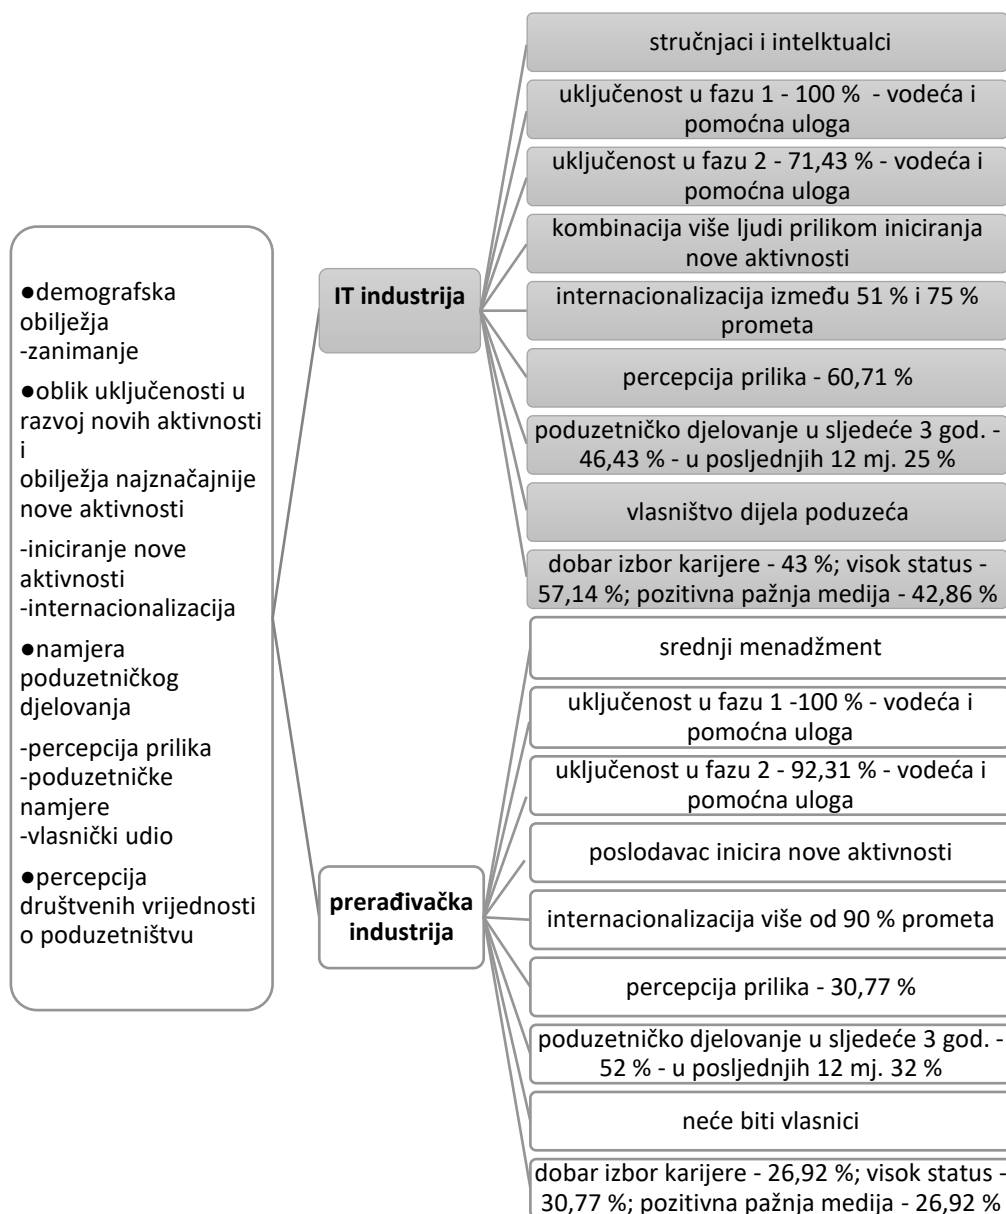 ●demografska
obilježja
-zanimanje
●oblik uključenosti u
razvoj novih aktivnosti
i
obilježja najznačajnije
nove aktivnosti
-iniciranje nove
aktivnosti
-internacionalizacija
●namjera
poduzetničkog
djelovanja
-percepcija prilika
-poduzetničke
namjere
-vlasnički udio
●percepcija
društvenih vrijednosti
o poduzetništvu
IT industrija
stručnjaci i intelktualci
uključenost u fazu 1 - 100 % - vodeća i
pomoćna uloga
uključenost u fazu 2 - 71,43 % - vodeća i
pomoćna uloga
kombinacija više ljudi prilikom iniciranja
nove aktivnosti
internacionalizacija između 51 % i 75 %
prometa
percepcija prilika - 60,71 %
poduzetničko djelovanje u sljedeće 3 god. -
46,43 % - u posljednjih 12 mj. 25 %
vlasništvo dijela poduzeća
dobar izbor karijere - 43 %; visok status -
57,14 %; pozitivna pažnja medija - 42,86 %
prerađivačka
industrija
srednji menadžment
uključenost u fazu 1 -100 % - vodeća i
pomoćna uloga
uključenost u fazu 2 - 92,31 % - vodeća i
pomoćna uloga
poslodavac inicira nove aktivnosti
internacionalizacija više od 90 % prometa
percepcija prilika - 30,77 %
poduzetničko djelovanje u sljedeće 3 god. -
52 % - u posljednjih 12 mj. 32 %
neće biti vlasnici
dobar izbor karijere - 26,92 %; visok status -
30,77 %; pozitivna pažnja medija - 26,92 %